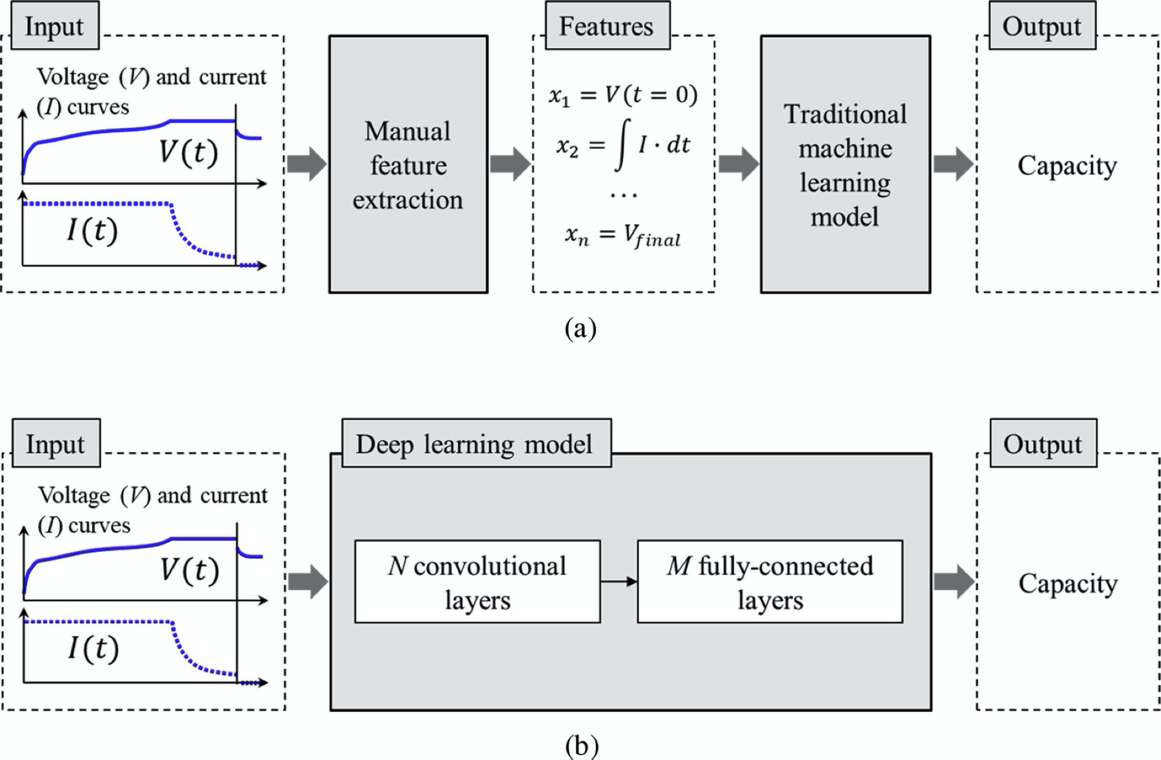 Input
Voltage (V) and current
(I) curves
V(t)
I(t)
Manual
feature
extraction
Features
x₁ = V(t = 0)
x₂ = ∫ I · dt
...
xₙ = V_final
Traditional
machine
learning
model
Output
Capacity
(a)
Input
Voltage (V) and current
(I) curves
V(t)
I(t)
Deep learning model
N convolutional
layers
M fully-connected
layers
Output
Capacity
(b)